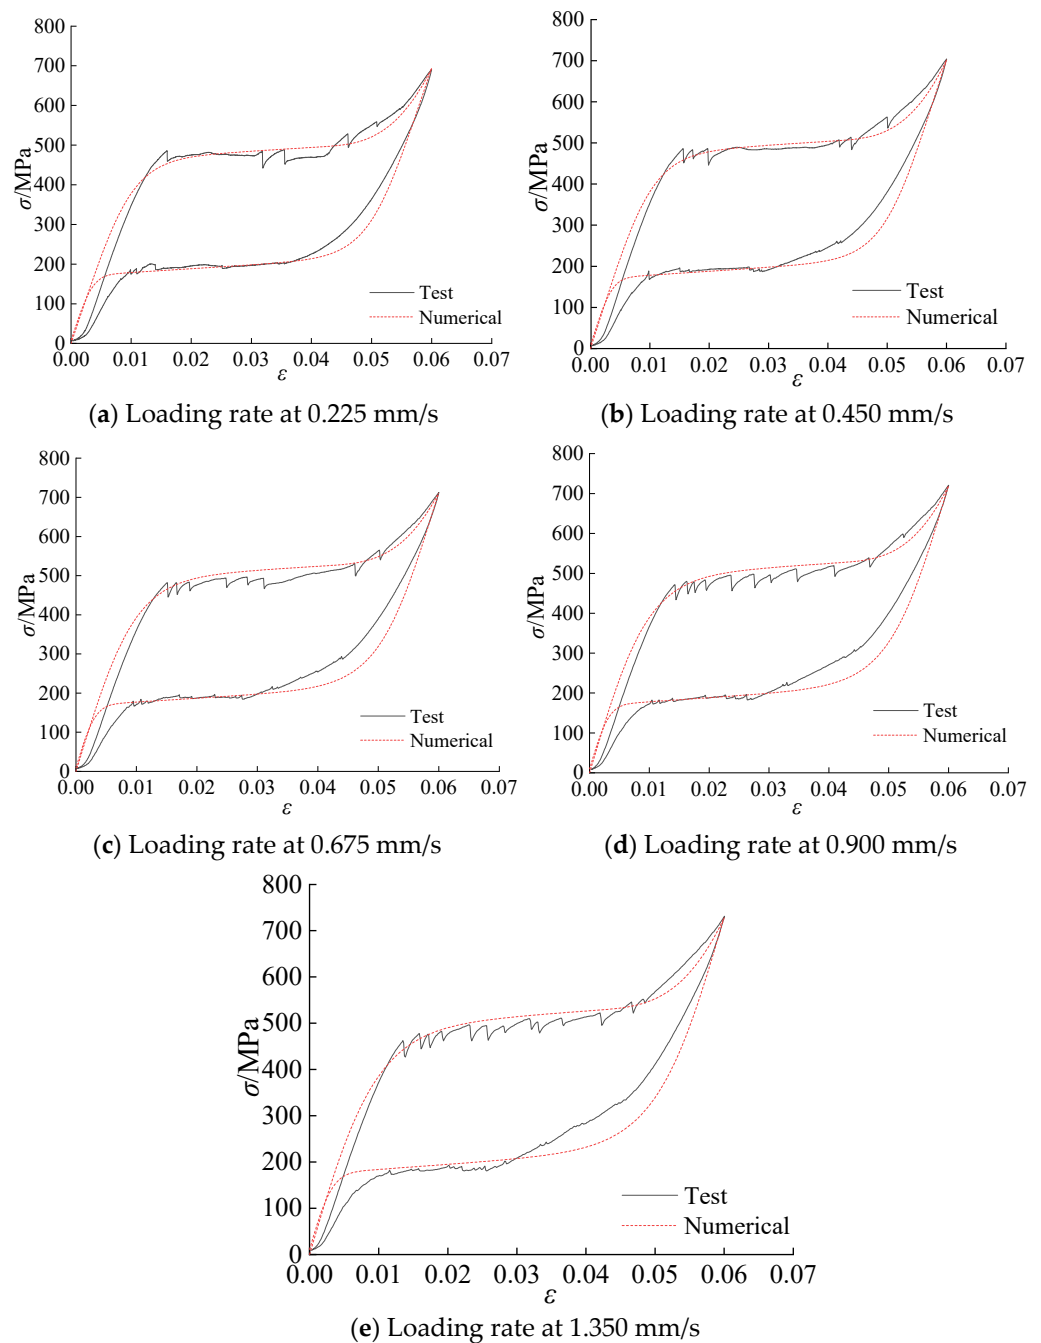 800
700
600
500
400
300
200
100
0
σ/MPa
Test
Numerical
0.00 0.01 0.02 0.03 0.04 0.05 0.06 0.07
ε
(a) Loading rate at 0.225 mm/s
800
700
600
500
400
300
200
100
0
σ/MPa
Test
Numerical
0.00 0.01 0.02 0.03 0.04 0.05 0.06 0.07
ε
(b) Loading rate at 0.450 mm/s
800
700
600
500
400
300
200
100
0
σ/MPa
Test
Numerical
0.00 0.01 0.02 0.03 0.04 0.05 0.06 0.07
ε
(c) Loading rate at 0.675 mm/s
800
700
600
500
400
300
200
100
0
σ/MPa
Test
Numerical
0.00 0.01 0.02 0.03 0.04 0.05 0.06 0.07
ε
(d) Loading rate at 0.900 mm/s
800
700
600
500
400
300
200
100
0
σ/MPa
Test
Numerical
0.00 0.01 0.02 0.03 0.04 0.05 0.06 0.07
ε
(e) Loading rate at 1.350 mm/s